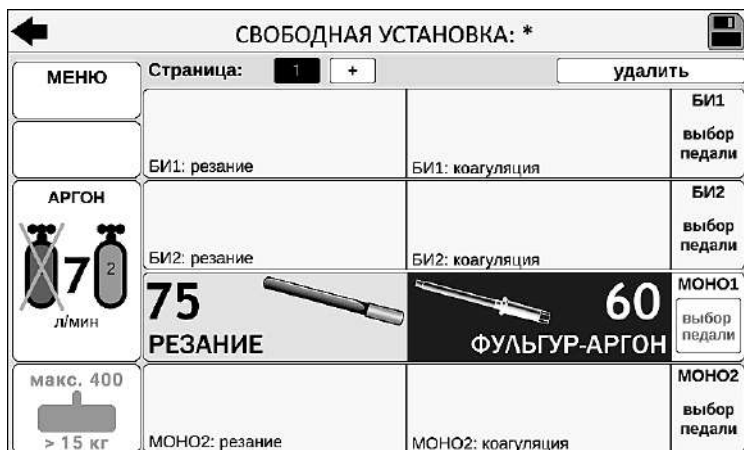 СВОБОДНАЯ УСТАНОВКА: *
МЕНЮ
Страница: 1 + удалить
БИ1: резание
БИ1: коагуляция
БИ1
выбор
педали
АРГОН
7
2
л/мин
БИ2: резание
БИ2: коагуляция
БИ2
выбор
педали
75
РЕЗАНИЕ
60
ФУЛЬГУР-АРГОН
МОНО1
выбор
педали
макс. 400
> 15 кг
МОНО2: резание
МОНО2: коагуляция
МОНО2
выбор
педали